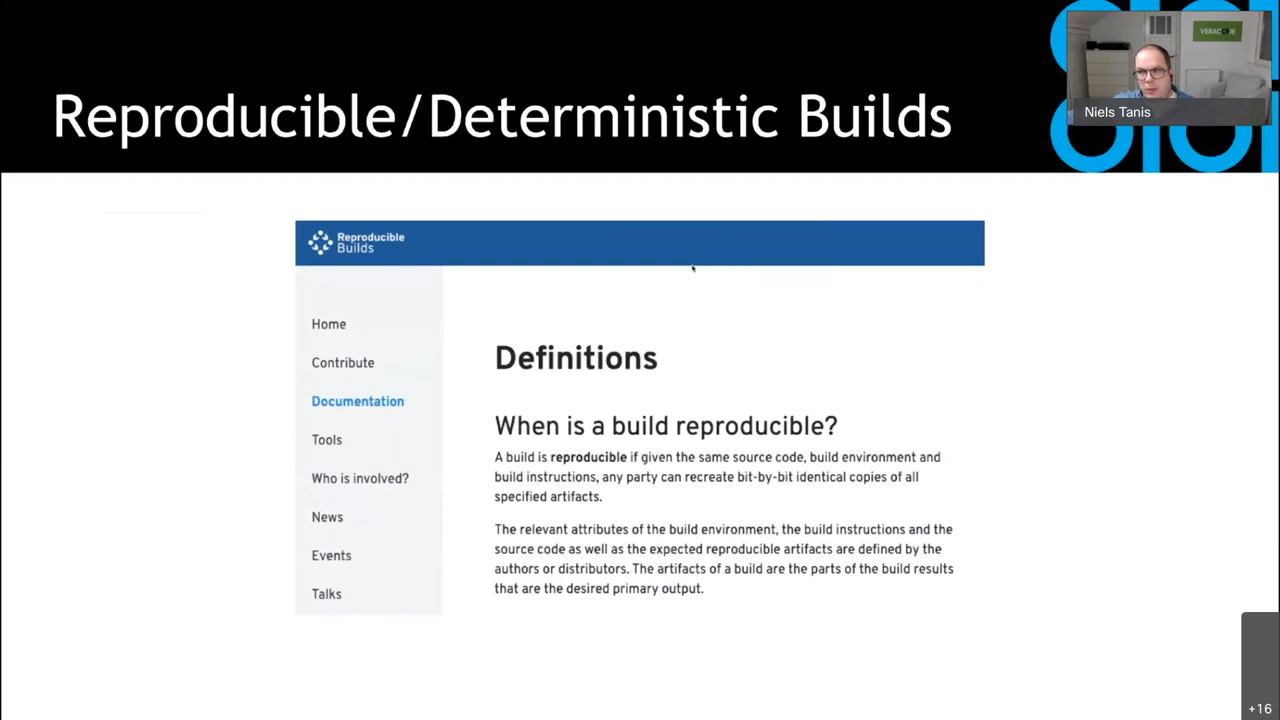 Reproducible/Deterministic Builds
VERACODE
Niels Tanis
Reproducible
Builds
Home
Contribute
Documentation
Tools
Who is involved?
News
Events
Talks
Definitions
When is a build reproducible?
A build is reproducible if given the same source code, build environment and
build instructions, any party can recreate bit-by-bit identical copies of all
specified artifacts.
The relevant attributes of the build environment, the build instructions and the
source code as well as the expected reproducible artifacts are defined by the
authors or distributors. The artifacts of a build are the parts of the build results
that are the desired primary output.
+16